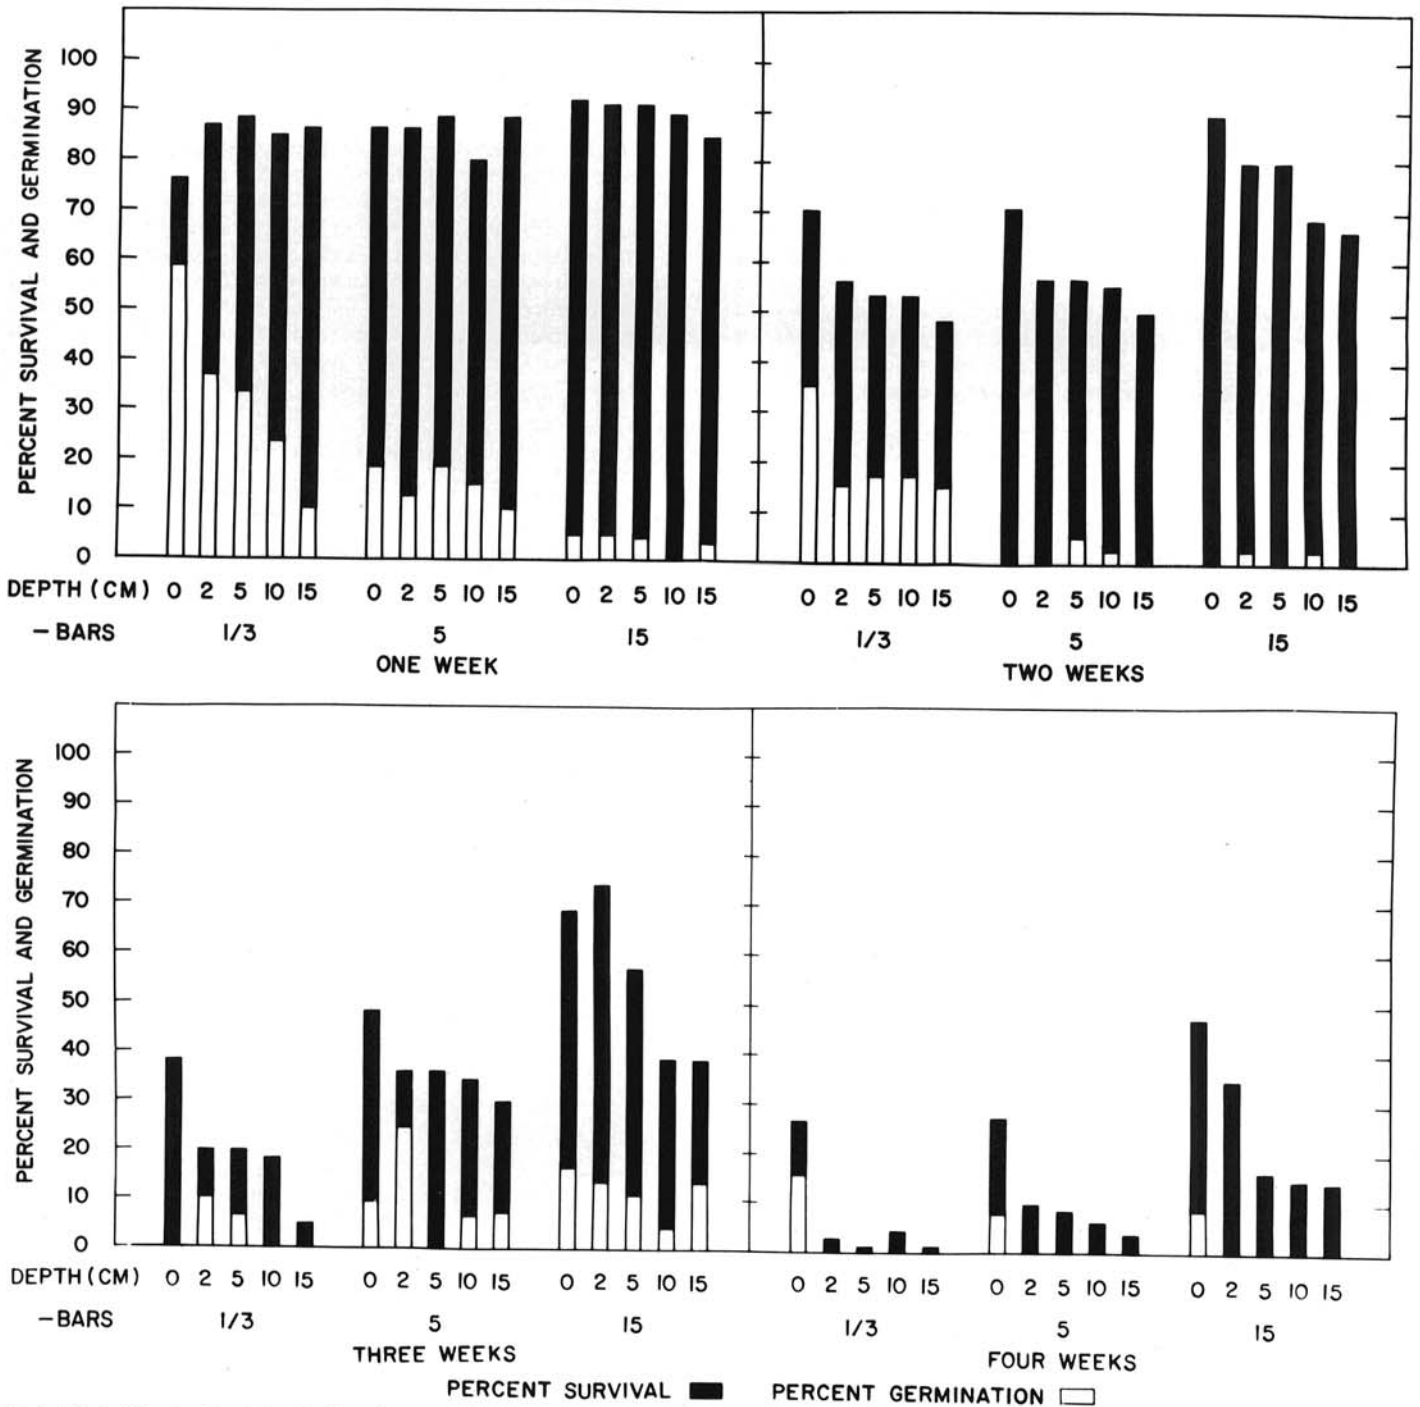 PERCENT SURVIVAL AND GERMINATION
100
90
80
70
60
50
40
30
20
10
0
DEPTH (CM) 0 2 5 10 15 0 2 5 10 15 0 2 5 10 15 0 2 5 10 15 0 2 5 10 15 0 2 5 10 15
— BARS 1/3 5 15 1/3 5 15
ONE WEEK TWO WEEKS
PERCENT SURVIVAL AND GERMINATION
100
90
80
70
60
50
40
30
20
10
0
DEPTH (CM) 0 2 5 10 15 0 2 5 10 15 0 2 5 10 15 0 2 5 10 15 0 2 5 10 15 0 2 5 10 15
—BARS 1/3 5 15 1/3 5 15
THREE WEEKS FOUR WEEKS
PERCENT SURVIVAL PERCENT GERMINATION